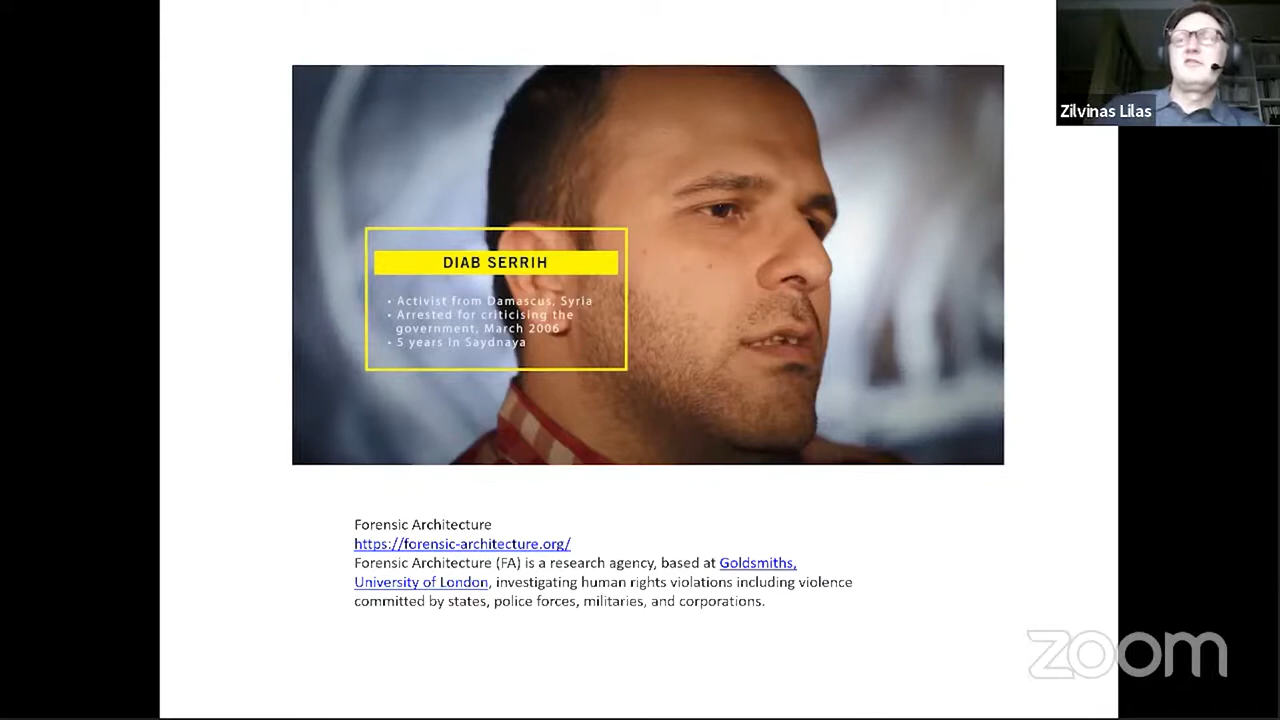 Zilvinas Lilas
DIAB SERRIH
• Activist from Damascus, Syria
• Arrested for criticising the
government, March 2006
• 5 years in Saydnaya
Forensic Architecture
https://forensic-architecture.org/
Forensic Architecture (FA) is a research agency, based at Goldsmiths,
University of London, investigating human rights violations including violence
committed by states, police forces, militaries, and corporations.
zoom